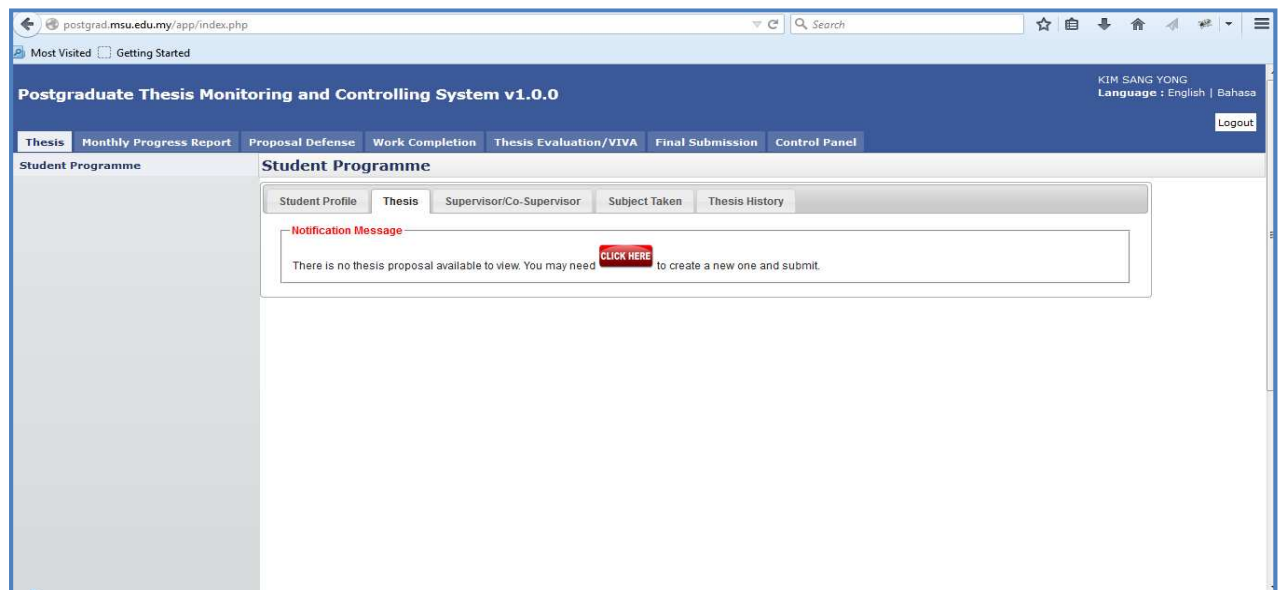 postgrad.msu.edu.my/app/index.php
Search
Most Visited Getting Started
KIM SANG YONG
Postgraduate Thesis Monitoring and Controlling System v1.0.0
Language : English | Bahasa
Logout
Thesis Monthly Progress Report Proposal Defense Work Completion Thesis Evaluation/VIVA Final Submission Control Panel
Student Programme
Student Programme
Student Profile Thesis Supervisor/Co-Supervisor Subject Taken Thesis History
Notification Message
There is no thesis proposal available to view. You may need CLICK HERE to create a new one and submit.